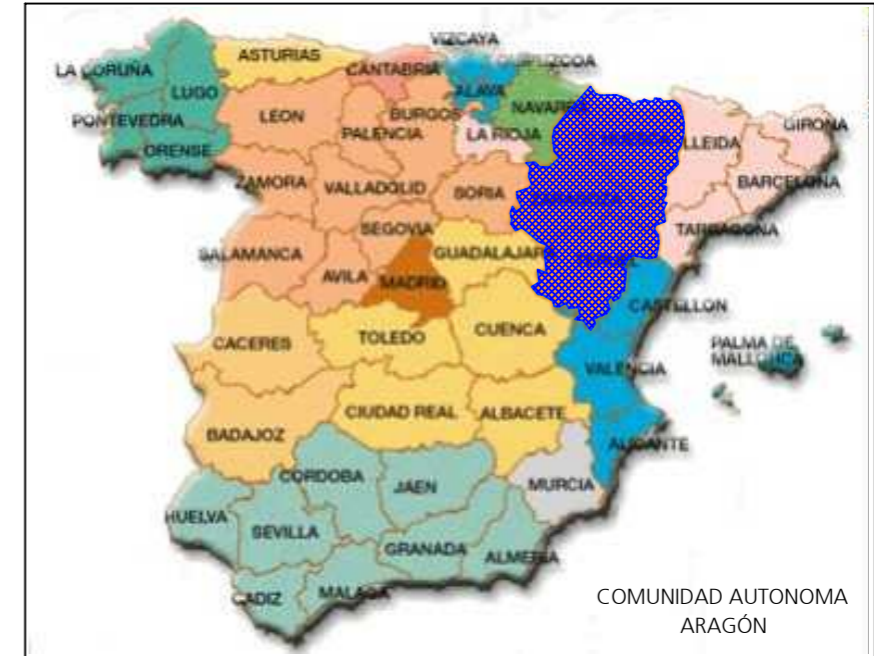 VIZCAYA
ASTURIAS
GUIPUZCOA
LA CORUÑA
CANTABRIA
LUGO
ALAVA
NAVARRA
LEON
BURGOS
PONTEVEDRA
PALENCIA
LA RIOJA
LLEIDA
GIRONA
ORENSE
ZAMORA
VALLADOLID
SORIA
BARCELONA
SEGOVIA
TARRAGONA
SALAMANCA
GUADALAJARA
AVILA
MADRID
CASTELLON
CACERES
TOLEDO
CUENCA
PALMA DE
MALLORCA
VALENCIA
CIUDAD REAL
ALBACETE
BADAJOZ
ALICANTE
CORDOBA
JAEN
MURCIA
HUELVA
SEVILLA
GRANADA
ALMERIA
CADIZ
MALAGA
COMUNIDAD AUTONOMA
ARAGÓN